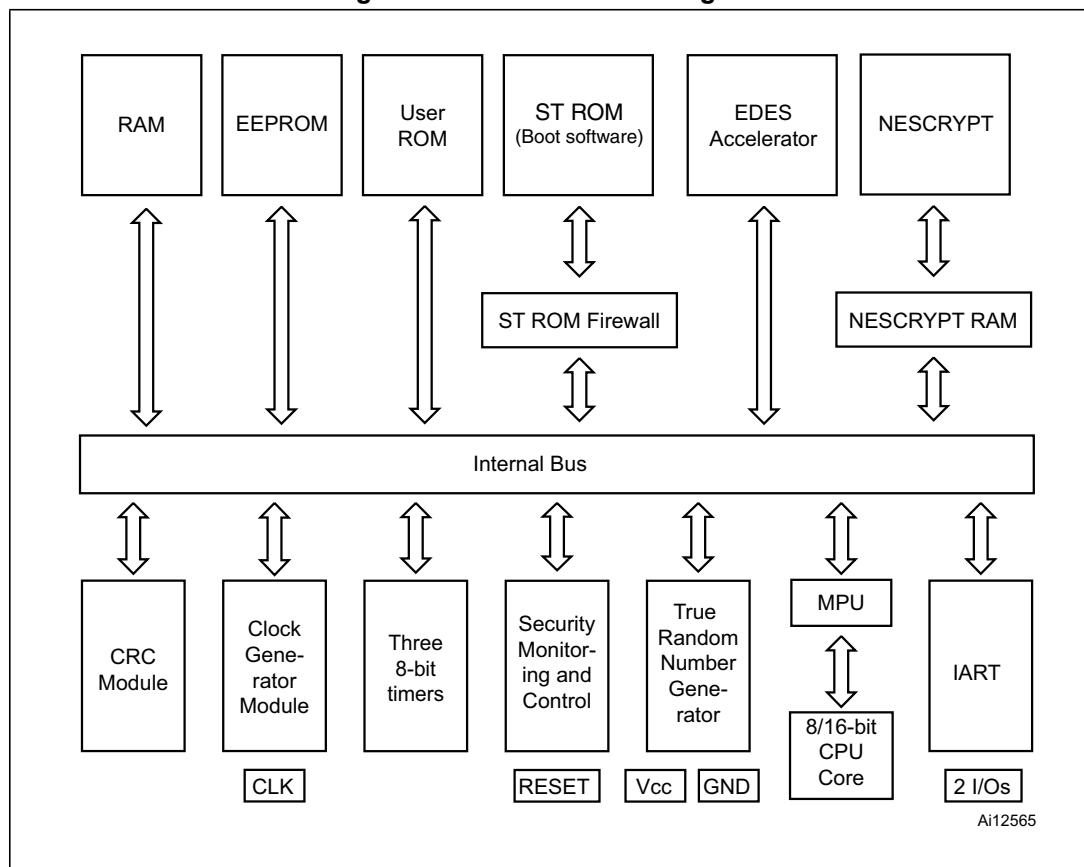 RAM
EEPROM
User
ROM
ST ROM
(Boot software)
EDES
Accelerator
NESCRYPT
ST ROM Firewall
NESCRYPT RAM
Internal Bus
CRC
Module
Clock
Gene-
rator
Module
Three
8-bit
timers
Security
Monitor-
ing and
Control
True
Random
Number
Gene-
rator
MPU
8/16-bit
CPU
Core
IART
CLK
RESET
Vcc
GND
2 I/Os
Ai12565